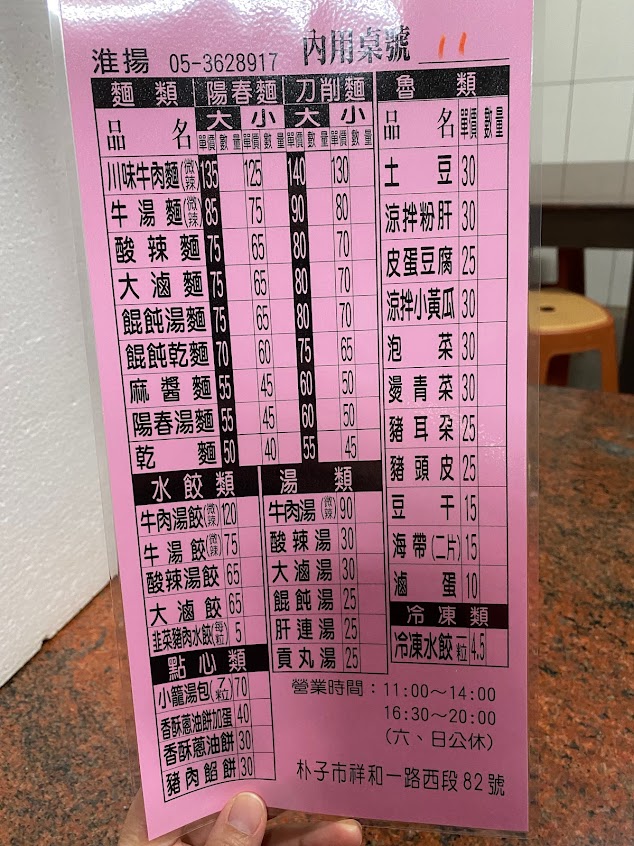 淮揚 05-3628917 內用桌號 11
麵類 陽春麵 刀削麵
品名 大 小 大 小
單價 數量 單價 數量 單價 數量 單價 數量
川味牛肉麵(微辣) 135 125 140 130
牛湯麵(微辣) 85 75 90 80
酸辣麵 75 65 80 70
大滷麵 75 65 80 70
餛飩湯麵 75 65 80 70
餛飩乾麵 70 60 75 65
麻醬麵 55 45 60 50
陽春湯麵 55 45 60 50
乾麵 50 40 55 45
水餃類
牛肉湯餃(微辣) 120
牛湯餃(微辣) 75
酸辣湯餃 65
大滷餃 65
韭菜豬肉水餃(每粒) 5
點心類
小籠湯包(7粒) 70
香酥蔥油餅加蛋 40
香酥蔥油餅 30
豬肉餡餅 30
湯類
牛肉湯(微辣) 90
酸辣湯 30
大滷湯 30
餛飩湯 25
肝連湯 25
貢丸湯 25
魯類
品名 單價 數量
土豆 30
涼拌粉肝 30
皮蛋豆腐 25
涼拌小黃瓜 30
泡菜 30
燙青菜 30
豬耳朵 25
豬頭皮 25
豆干 15
海帶(二片) 15
滷蛋 10
冷凍類
冷凍水餃一粒 4.5
營業時間：11:00~14:00
16:30~20:00
(六、日公休)
朴子市祥和一路西段82號